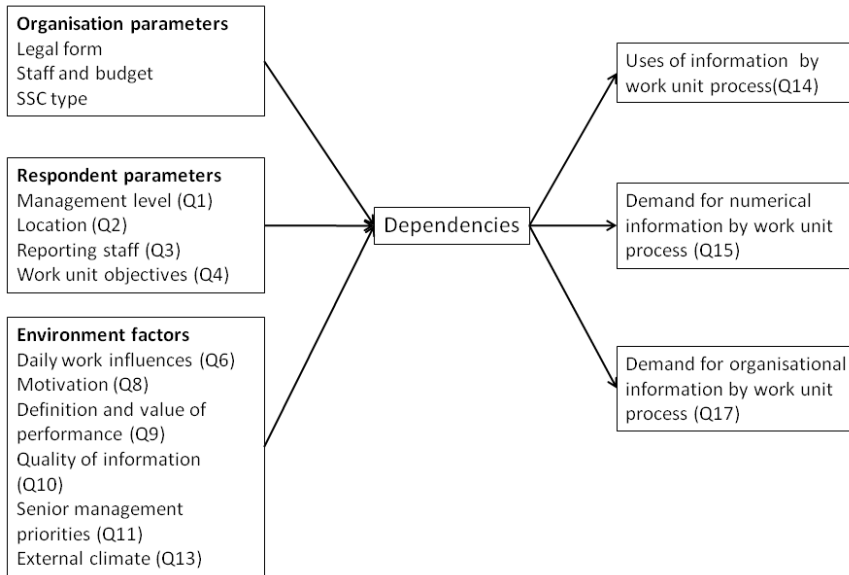 Organisation parameters
Legal form
Staff and budget
SSC type
Respondent parameters
Management level (Q1)
Location (Q2)
Reporting staff (Q3)
Work unit objectives (Q4)
Environment factors
Daily work influences (Q6)
Motivation (Q8)
Definition and value of
performance (Q9)
Quality of information
(Q10)
Senior management
priorities (Q11)
External climate (Q13)
Dependencies
Uses of information by
work unit process(Q14)
Demand for numerical
information by work unit
process (Q15)
Demand for organisational
information by work unit
process (Q17)